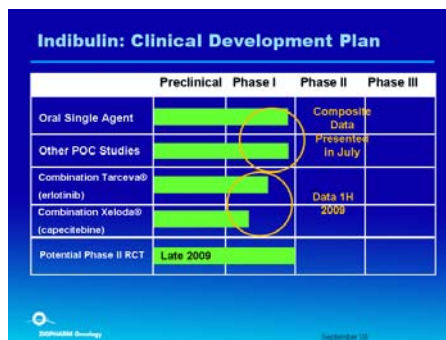 Indibulin: Clinical Development Plan
Preclinical Phase I Phase II Phase III
Oral Single Agent
Composite
Data
Presented
In July
Other POC Studies
Combination Tarceva®
(erlotinib)
Data 1H
2009
Combination Xeloda®
(capecitebine)
Potential Phase II RCT
Late 2009
ZIOPHARM Oncology
September 08